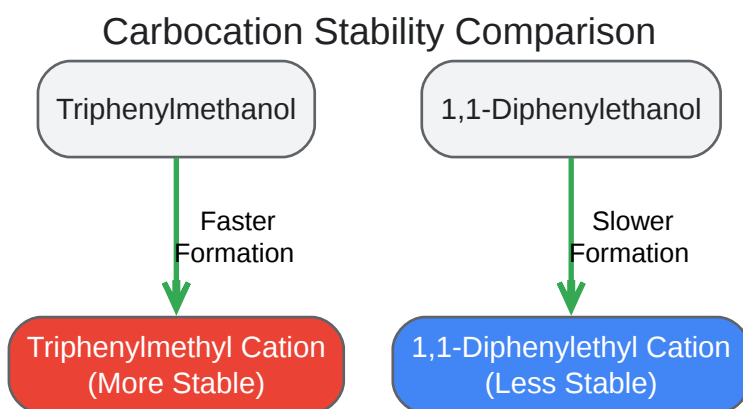 Carbocation Stability Comparison
Triphenylmethanol
1,1-Diphenylethanol
Faster
Formation
Slower
Formation
Triphenylmethyl Cation
(More Stable)
1,1-Diphenylethyl Cation
(Less Stable)